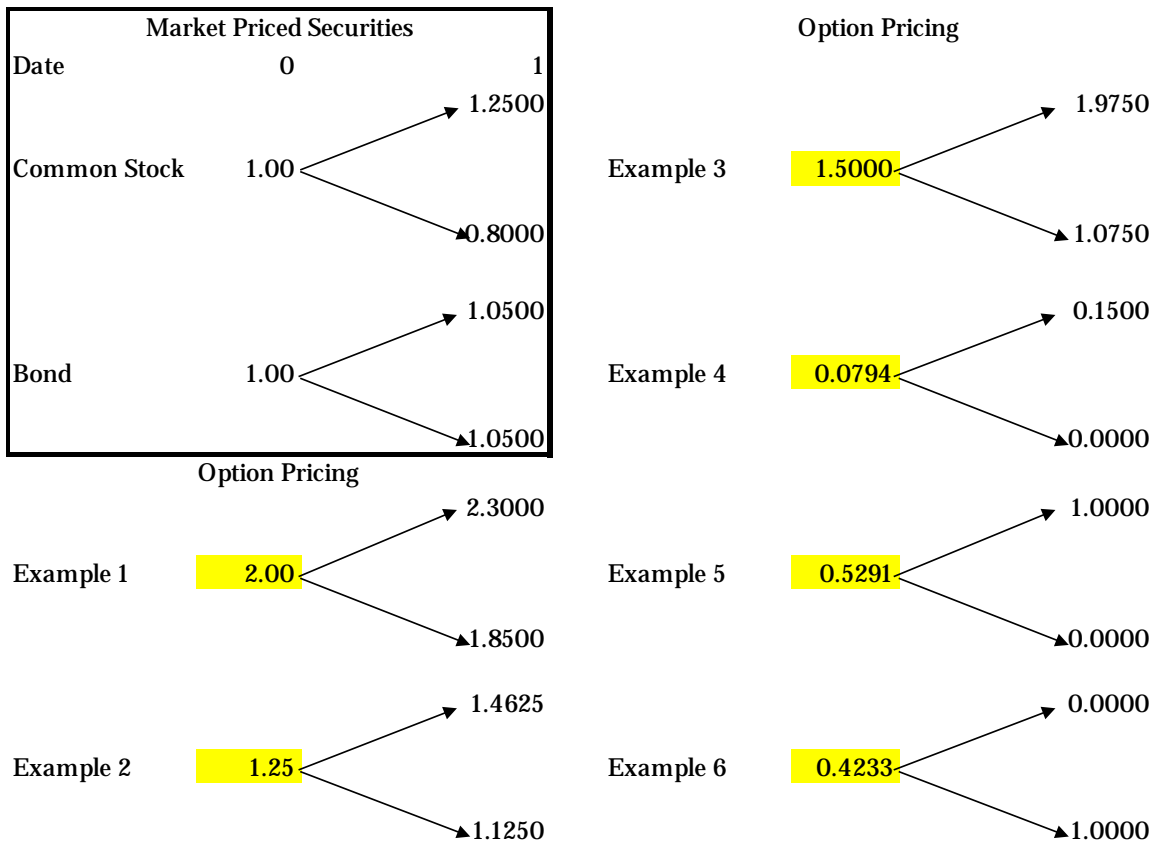 Market Priced Securities
Date 0 1
1.2500
Common Stock 1.00
0.8000
1.0500
Bond 1.00
1.0500
Option Pricing
2.3000
Example 1 2.00
1.8500
1.4625
Example 2 1.25
1.1250
Option Pricing
1.9750
Example 3 1.5000
1.0750
0.1500
Example 4 0.0794
0.0000
1.0000
Example 5 0.5291
0.0000
0.0000
Example 6 0.4233
1.0000